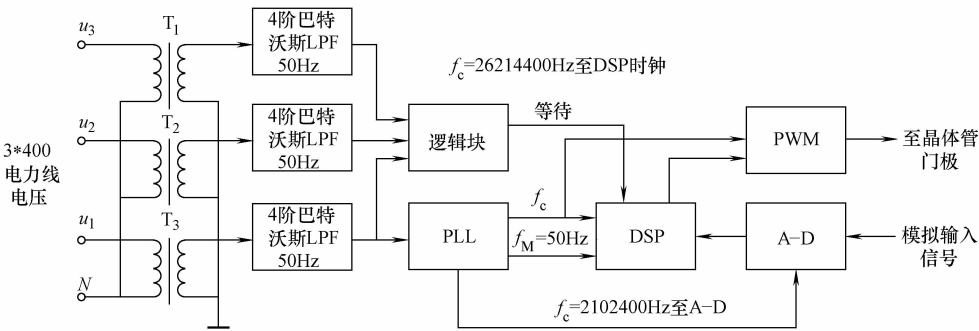 u3
T1
4阶巴特
沃斯LPF
50Hz
fc=26214400Hz至DSP时钟
u2
T2
4阶巴特
沃斯LPF
50Hz
逻辑块
等待
PWM
至晶体管
门极
3*400
电力线
电压
u1
T3
4阶巴特
沃斯LPF
50Hz
PLL
fc
fM=50Hz
DSP
A-D
模拟输入
信号
N
fc=2102400Hz至A-D